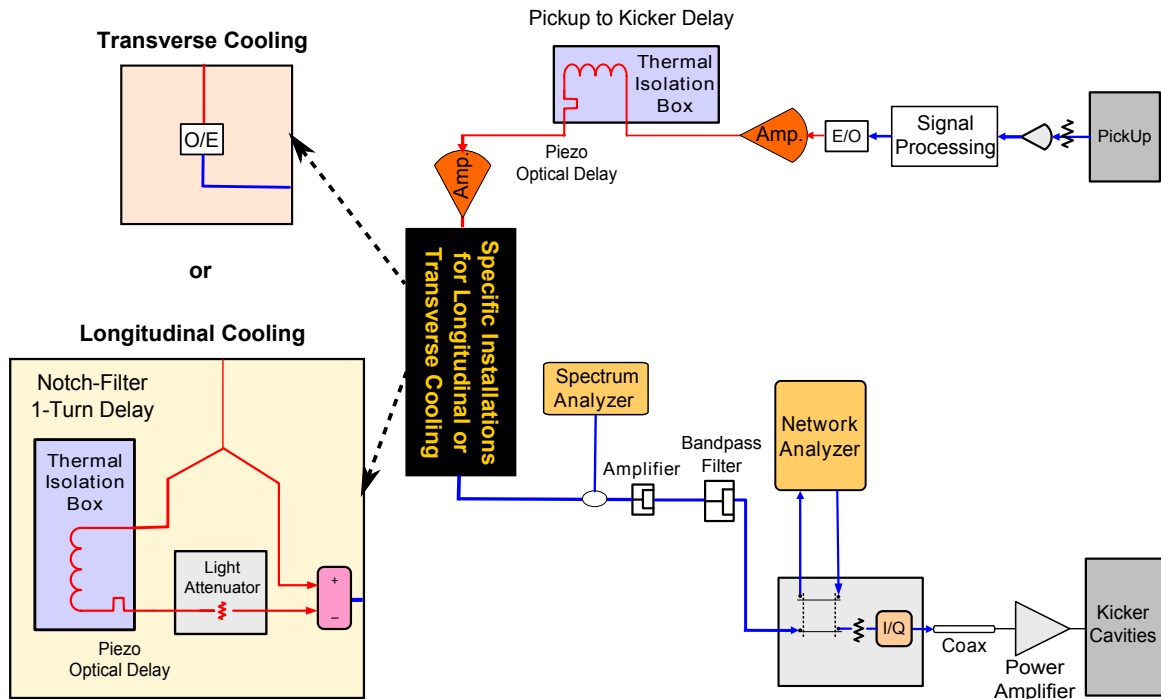 Pickup to Kicker Delay
Transverse Cooling
Thermal
Isolation
Box
O/E
Amp.
E/O
Signal
Processing
PickUp
Piezo
Optical Delay
Amp.
or
Specific Installations
for Longitudinal or
Transverse Cooling
Longitudinal Cooling
Notch-Filter
1-Turn Delay
Thermal
Isolation
Box
Light
Attenuator
+
–
Piezo
Optical Delay
Spectrum
Analyzer
Network
Analyzer
Amplifier
Bandpass
Filter
I/Q
Coax
Power
Amplifier
Kicker
Cavities